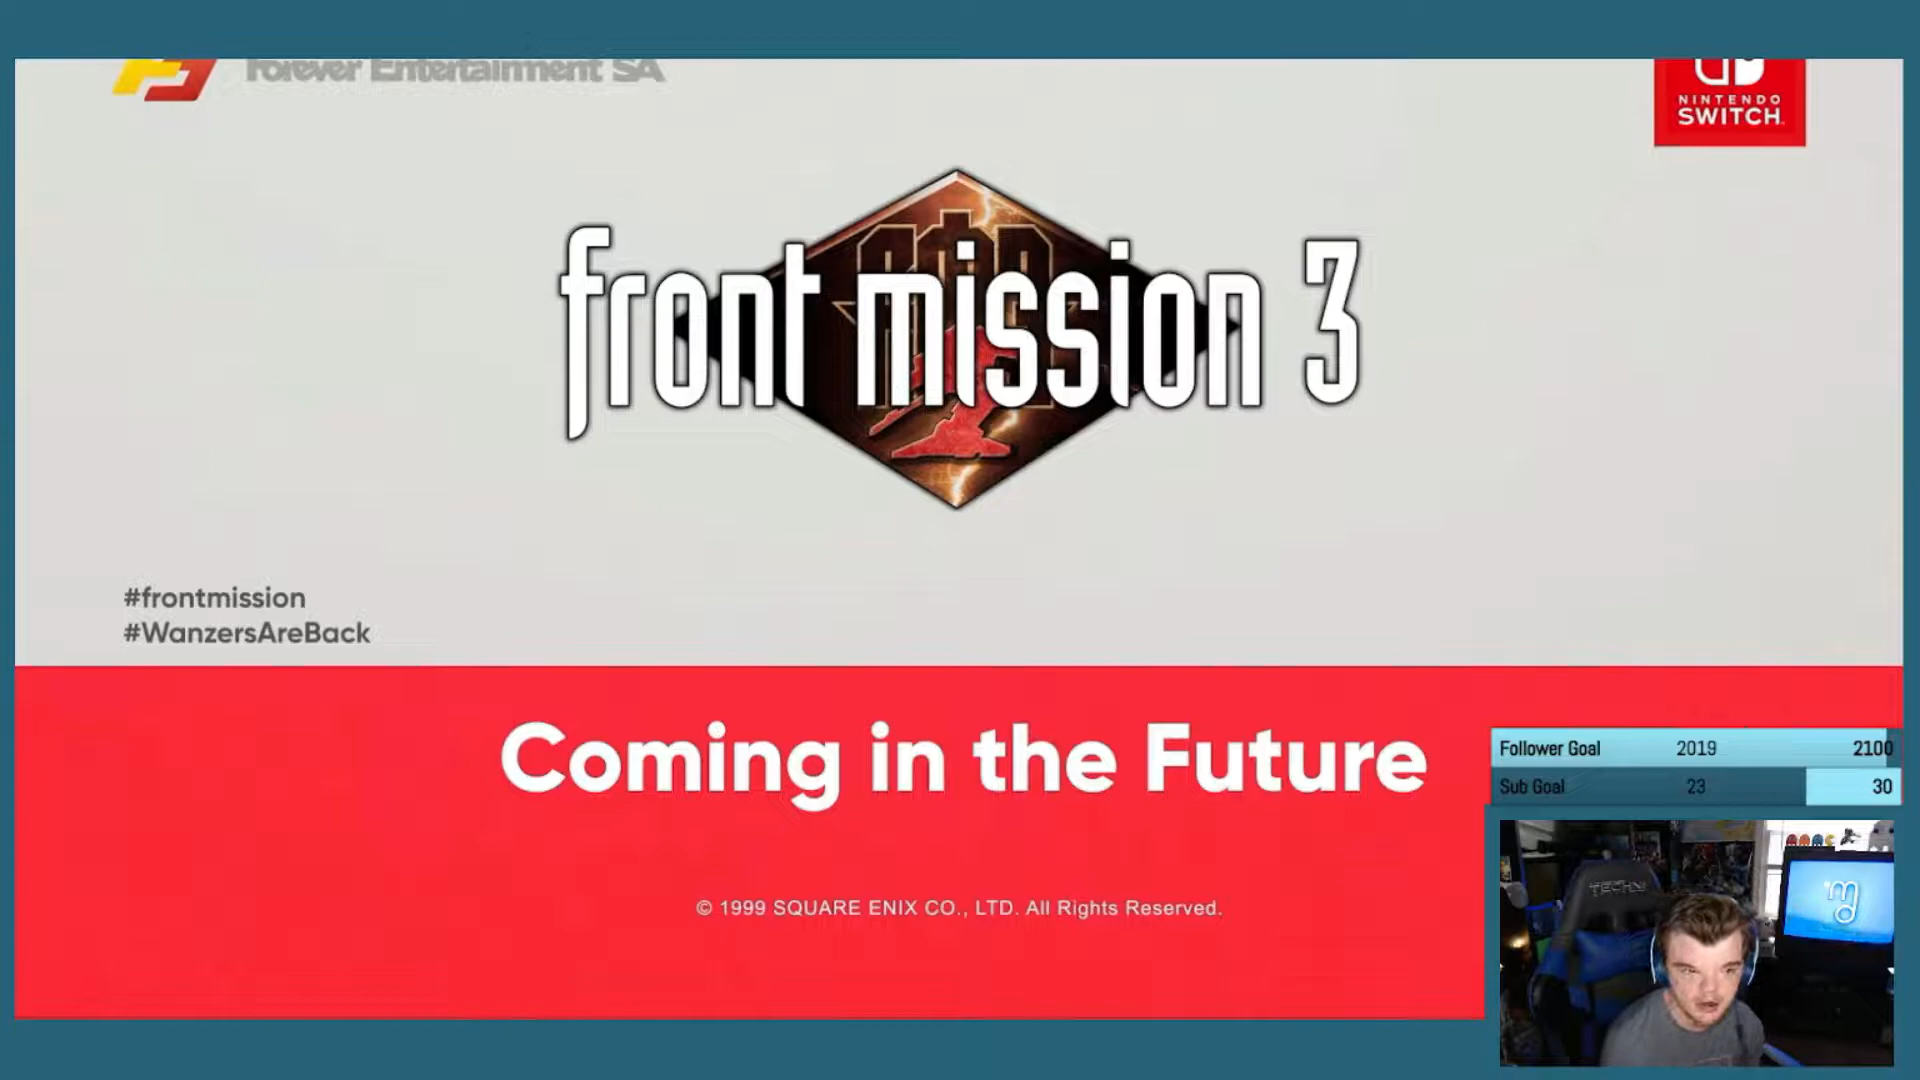 Forever Entertainment SA
NINTENDO
SWITCH
front mission 3
#frontmission
#WanzersAreBack
Coming in the Future
© 1999 SQUARE ENIX CO., LTD. All Rights Reserved.
Follower Goal 2019 2100
Sub Goal 23 30
TECHNI